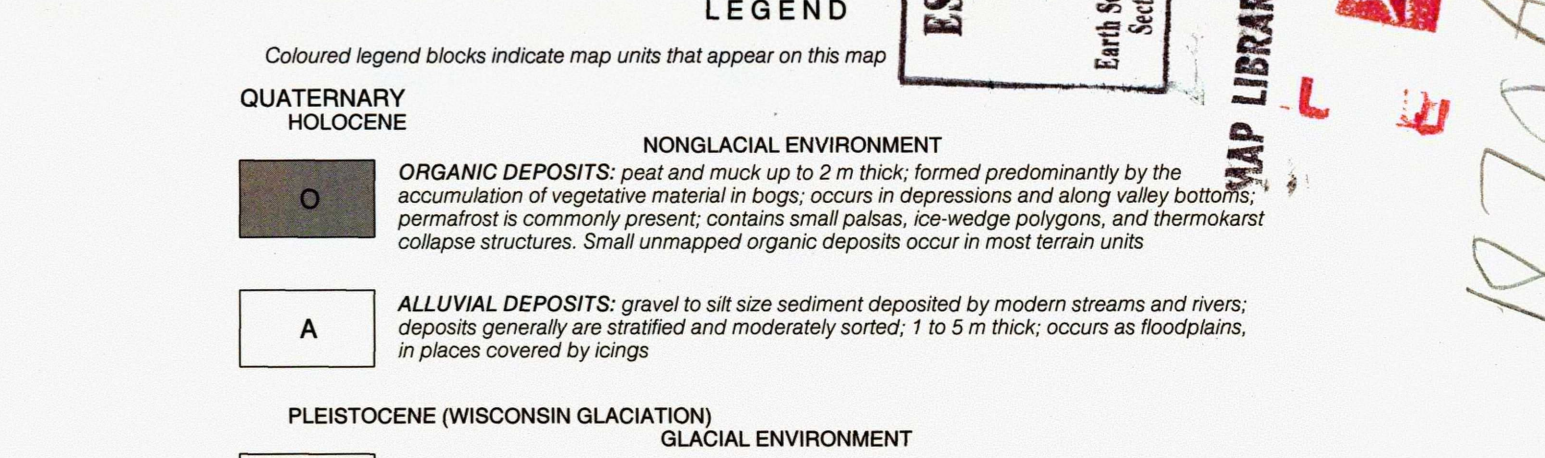 LEGEND
Coloured legend blocks indicate map units that appear on this map
QUATERNARY
HOLOCENE
NONGLACIAL ENVIRONMENT
O
ORGANIC DEPOSITS: peat and muck up to 2 m thick; formed predominantly by the
accumulation of vegetative material in bogs; occurs in depressions and along valley bottoms;
permafrost is commonly present; contains small palsas, ice-wedge polygons, and thermokarst
collapse structures. Small unmapped organic deposits occur in most terrain units
A
ALLUVIAL DEPOSITS: gravel to silt size sediment deposited by modern streams and rivers;
deposits generally are stratified and moderately sorted; 1 to 5 m thick; occurs as floodplains,
in places covered by icings
PLEISTOCENE (WISCONSIN GLACIATION)
GLACIAL ENVIRONMENT
ES
Earth
Sect
MAP